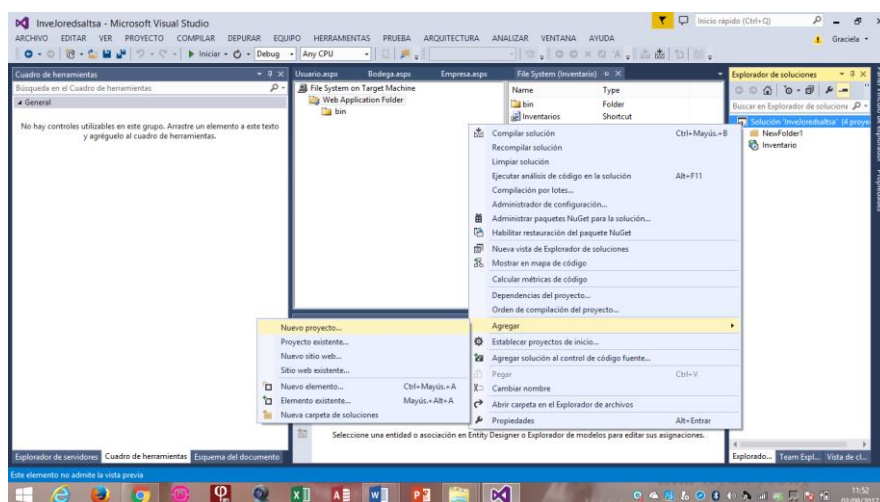 Inveloredsaltsa - Microsoft Visual Studio
Inicio rápido (Ctrl+Q)
ARCHIVO EDITAR VER PROYECTO COMPILAR DEPURAR EQUIPO HERRAMIENTAS PRUEBA ARQUITECTURA ANALIZAR VENTANA AYUDA
Graciela
Iniciar Debug Any CPU
Cuadro de herramientas
Búsqueda en el Cuadro de herramientas
General
No hay controles utilizables en este grupo. Arrastre un elemento a este texto
y agréguelo al cuadro de herramientas.
Usuario.aspx Bodega.aspx Empresa.aspx File System (Inventario)
File System on Target Machine
Web Application Folder
bin
Name Type
bin Folder
Inventarios Shortcut
Explorador de soluciones
Buscar en Explorador de solucione
Solución 'Inveloredsaltsa' (4 proye
NewFolder1
Inventario
Propiedades
Compilar solución Ctrl+Mayús.+B
Recompilar solución
Limpiar solución
Ejecutar análisis de código en la solución Alt+F11
Compilación por lotes...
Administrador de configuración...
Administrar paquetes NuGet para la solución...
Habilitar restauración del paquete NuGet
Nueva vista de Explorador de soluciones
Mostrar en mapa de código
Calcular métricas de código
Dependencias del proyecto...
Orden de compilación del proyecto...
Agregar
Establecer proyectos de inicio...
Agregar solución al control de código fuente...
Pegar Ctrl+V
Cambiar nombre
Abrir carpeta en el Explorador de archivos
Propiedades Alt+Entrar
Nuevo proyecto...
Proyecto existente...
Nuevo sitio web...
Sitio web existente...
Nuevo elemento... Ctrl+Mayús.+A
Elemento existente... Mayús.+Alt+A
Nueva carpeta de soluciones
Seleccione una entidad o asociación en Entity Designer o Explorador de modelos para editar sus asignaciones.
Explorador de servidores Cuadro de herramientas Esquema del documento
Explorado... Team Expl... Vista de cl...
Este elemento no admite la vista previa
11:52